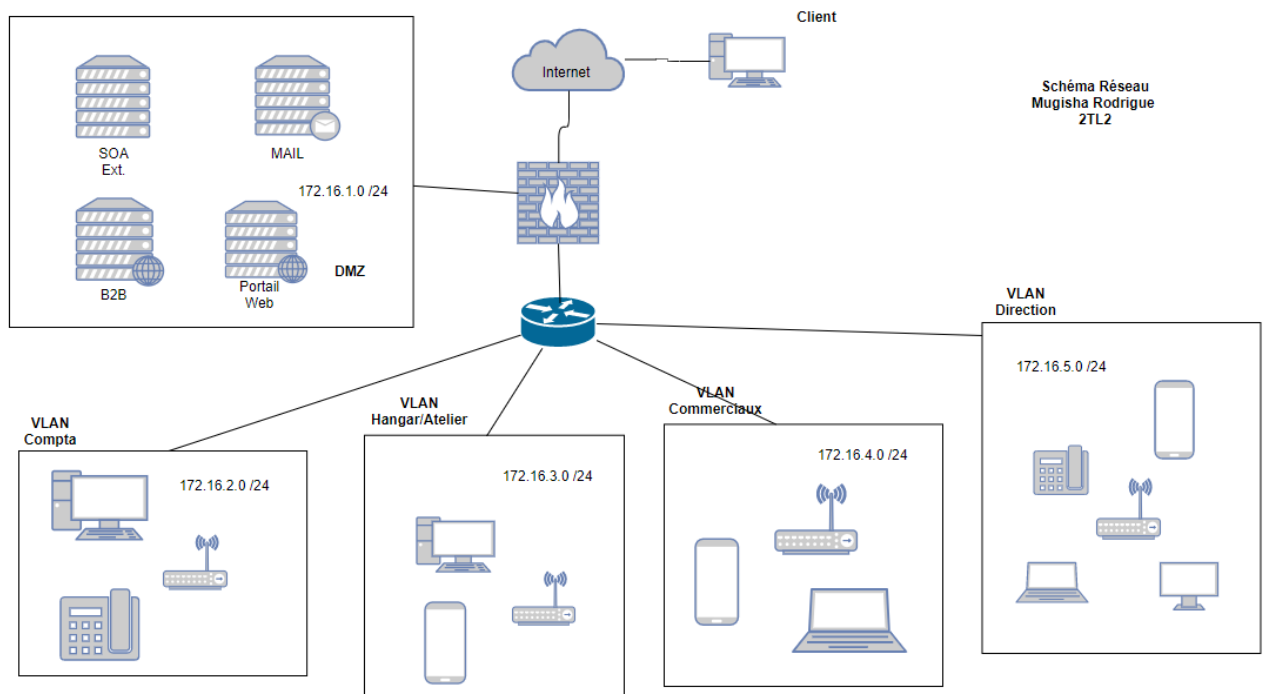 Client
Internet
Schéma Réseau
Mugisha Rodrigue
2TL2
SOA
Ext.
MAIL
172.16.1.0 /24
B2B
Portail
Web
DMZ
VLAN
Direction
172.16.5.0 /24
VLAN
Compta
172.16.2.0 /24
VLAN
Hangar/Atelier
172.16.3.0 /24
VLAN
Commerciaux
172.16.4.0 /24